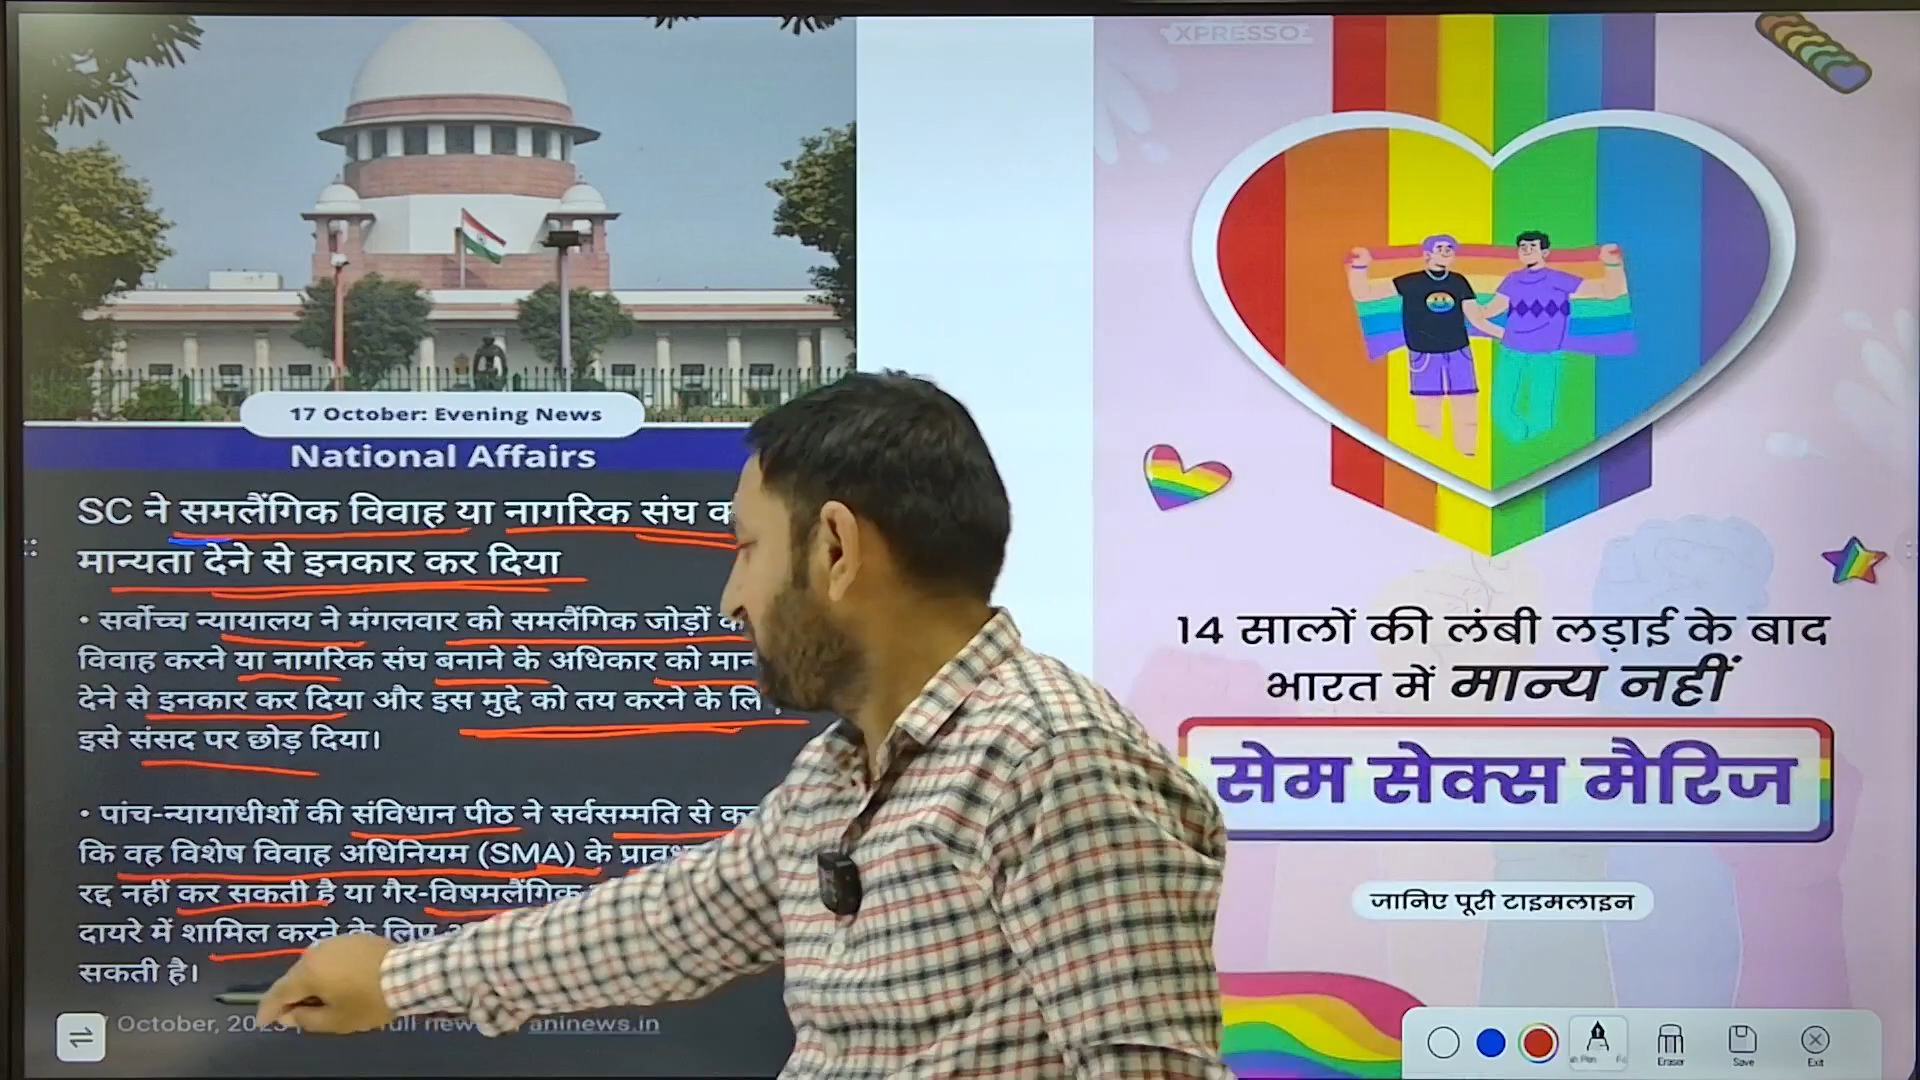 17 October: Evening News
National Affairs
SC ने समलैंगिक विवाह या नागरिक संघ
मान्यता देने से इनकार कर दिया
• सर्वोच्च न्यायालय ने मंगलवार को समलैंगिक जोड़ों
विवाह करने या नागरिक संघ बनाने के अधिकार को
देने से इनकार कर दिया और इस मुद्दे को तय करने के
इसे संसद पर छोड़ दिया।
• पांच-न्यायाधीशों की संविधान पीठ ने सर्वसम्मति से
कि वह विशेष विवाह अधिनियम (SMA) के
रद्द नहीं कर सकती है या गैर-विषमलैंगिक
दायरे में शामिल करने के लिए
सकती है।
October, 2023
aninews.in
XPRESSO
14 सालों की लंबी लड़ाई के बाद
भारत में मान्य नहीं
सेम सेक्स मैरिज
जानिए पूरी टाइमलाइन
Eraser
Save
Exit